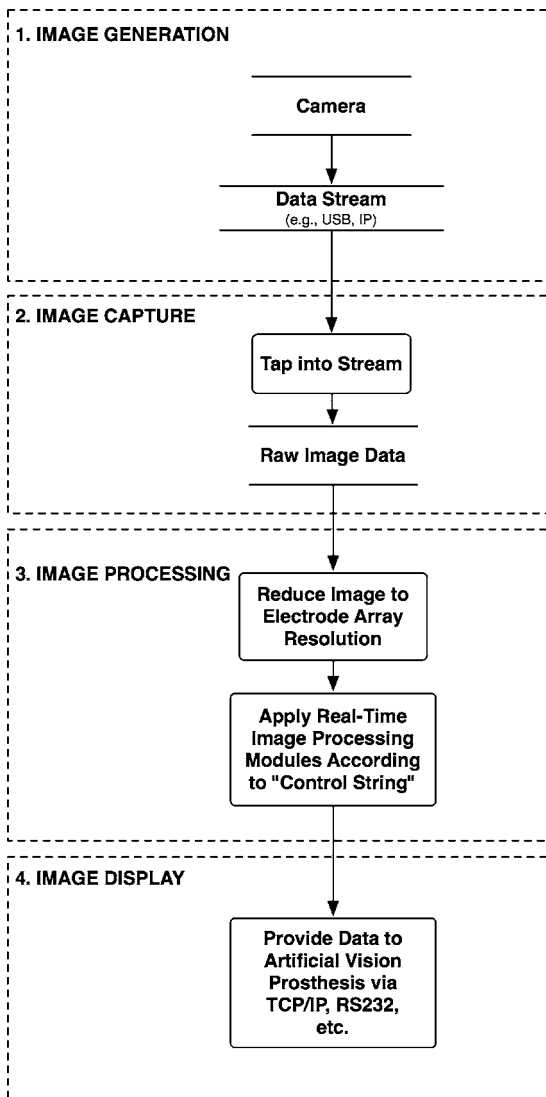 1. IMAGE GENERATION
Camera
Data Stream
(e.g., USB, IP)
2. IMAGE CAPTURE
Tap into Stream
Raw Image Data
3. IMAGE PROCESSING
Reduce Image to
Electrode Array
Resolution
Apply Real-Time
Image Processing
Modules According
to "Control String"
4. IMAGE DISPLAY
Provide Data to
Artificial Vision
Prosthesis via
TCP/IP, RS232,
etc.